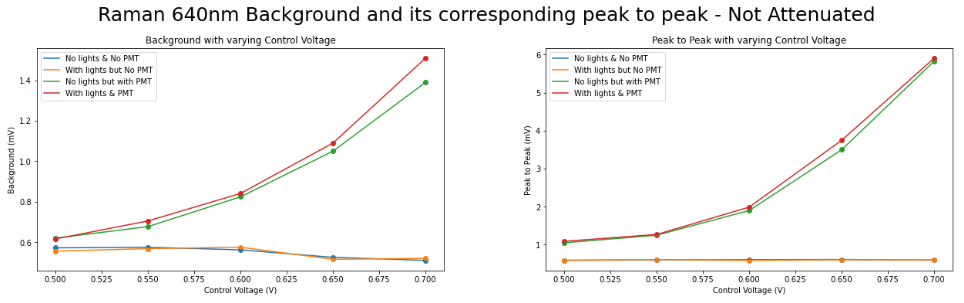 Raman 640nm Background and its corresponding peak to peak - Not Attenuated
Background with varying Control Voltage
No lights & No PMT
With lights but No PMT
No lights but with PMT
With lights & PMT
1.4
1.2
1.0
0.8
0.6
Background (mV)
0.500
0.525
0.550
0.575
0.600
0.625
0.650
0.675
0.700
Control Voltage (V)
Peak to Peak with varying Control Voltage
No lights & No PMT
With lights but No PMT
No lights but with PMT
With lights & PMT
6
5
4
3
2
1
Peak to Peak (mV)
0.500
0.525
0.550
0.575
0.600
0.625
0.650
0.675
0.700
Control Voltage (V)